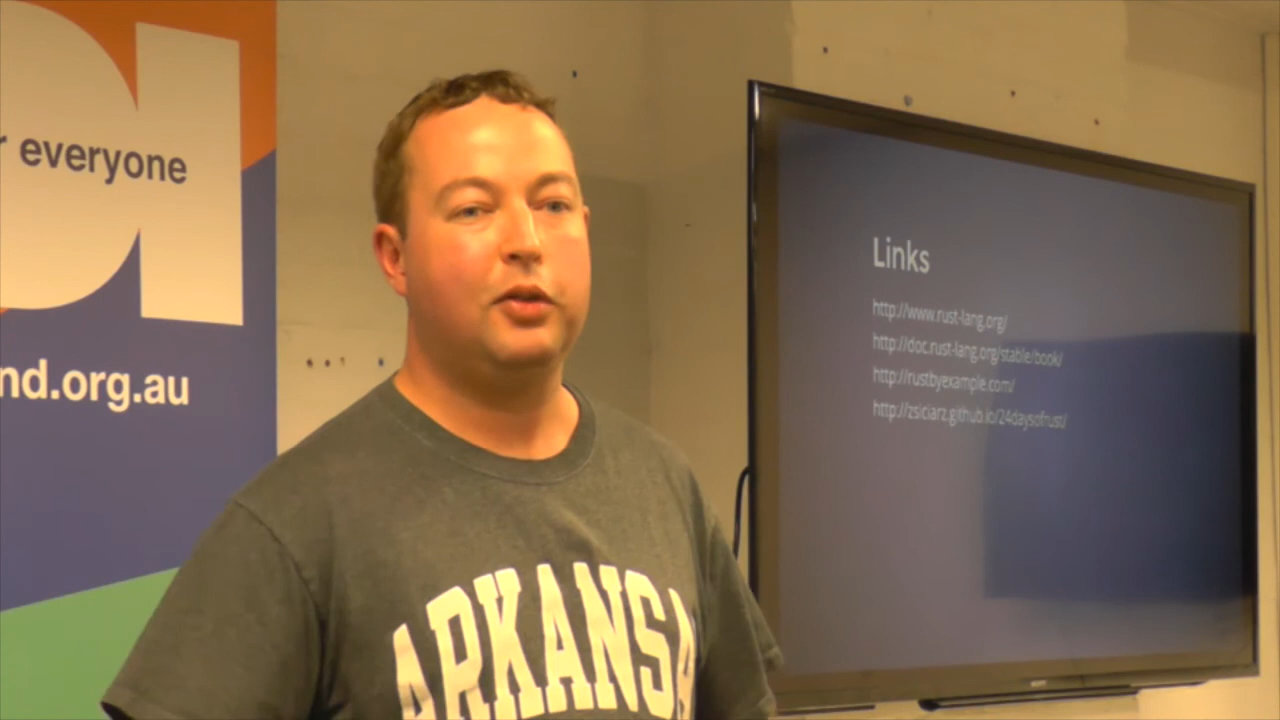 r everyone
nd.org.au
ARKANSA
Links
http://www.rust-lang.org/
http://doc.rust-lang.org/stable/book/
http://rustbyexample.com/
http://zsiciarz.github.io/24daysofrust/